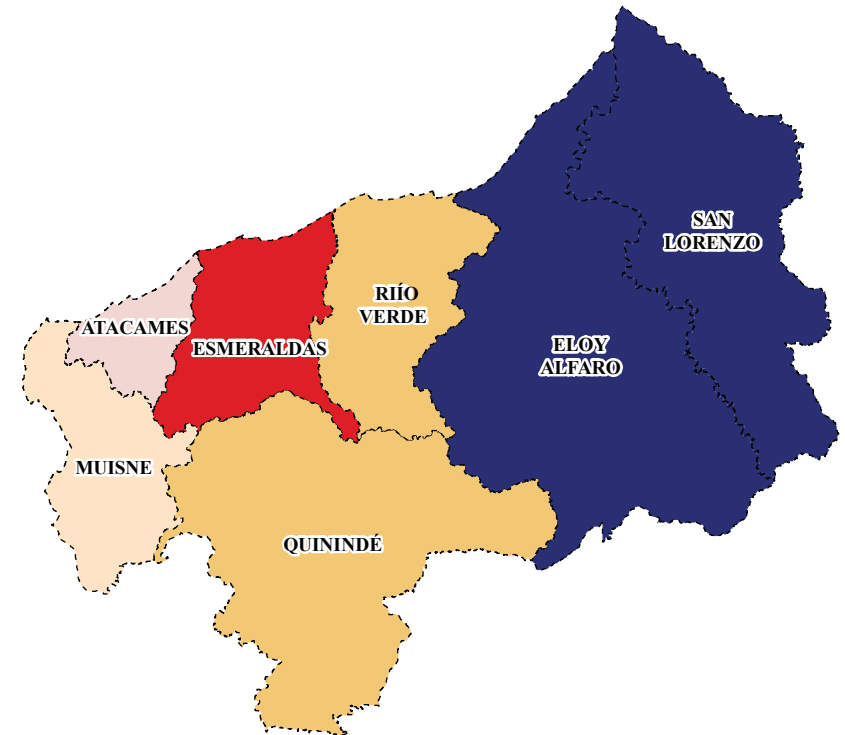 SAN
LORENZO
RIÍO
VERDE
ATACAMES
ESMERALDAS
ELOY
ALFARO
MUISNE
QUININDÉ